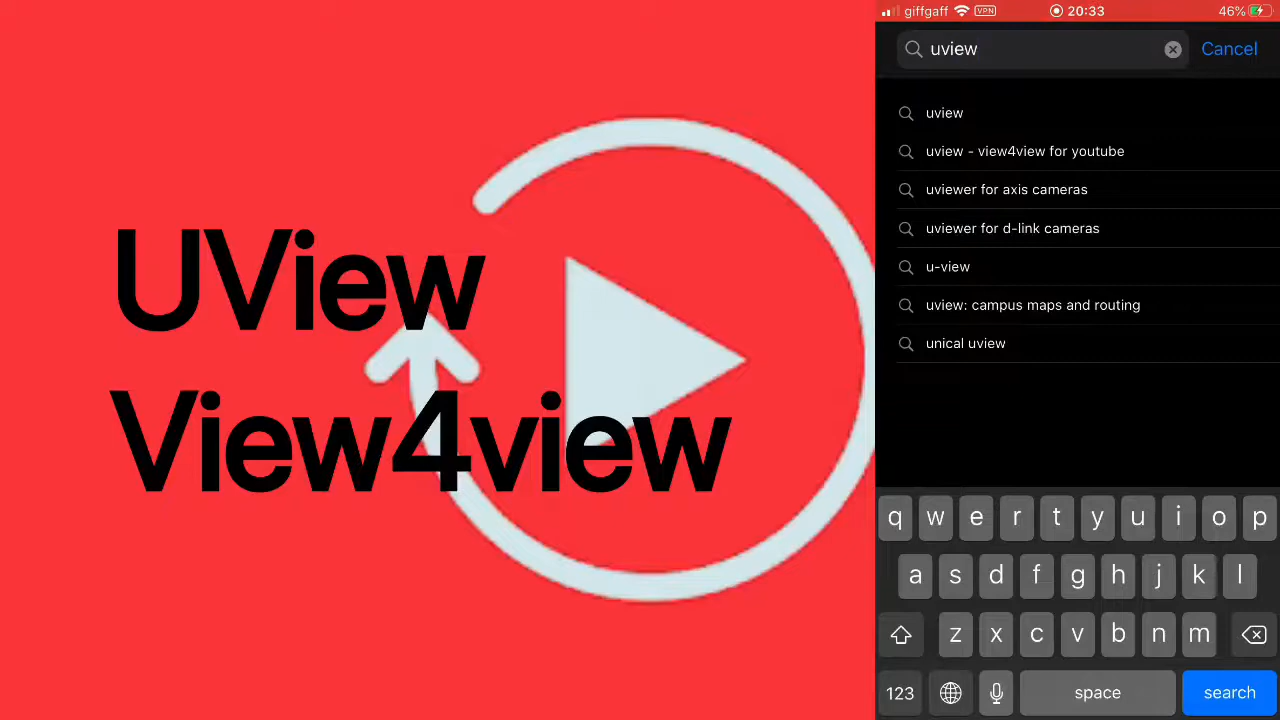 UView
View4view
giffgaff VPN 20:33 46%
uview Cancel
uview
uview - view4view for youtube
uviewer for axis cameras
uviewer for d-link cameras
u-view
uview: campus maps and routing
unical uview
q w e r t y u i o p
a s d f g h j k l
z x c v b n m
123 space search